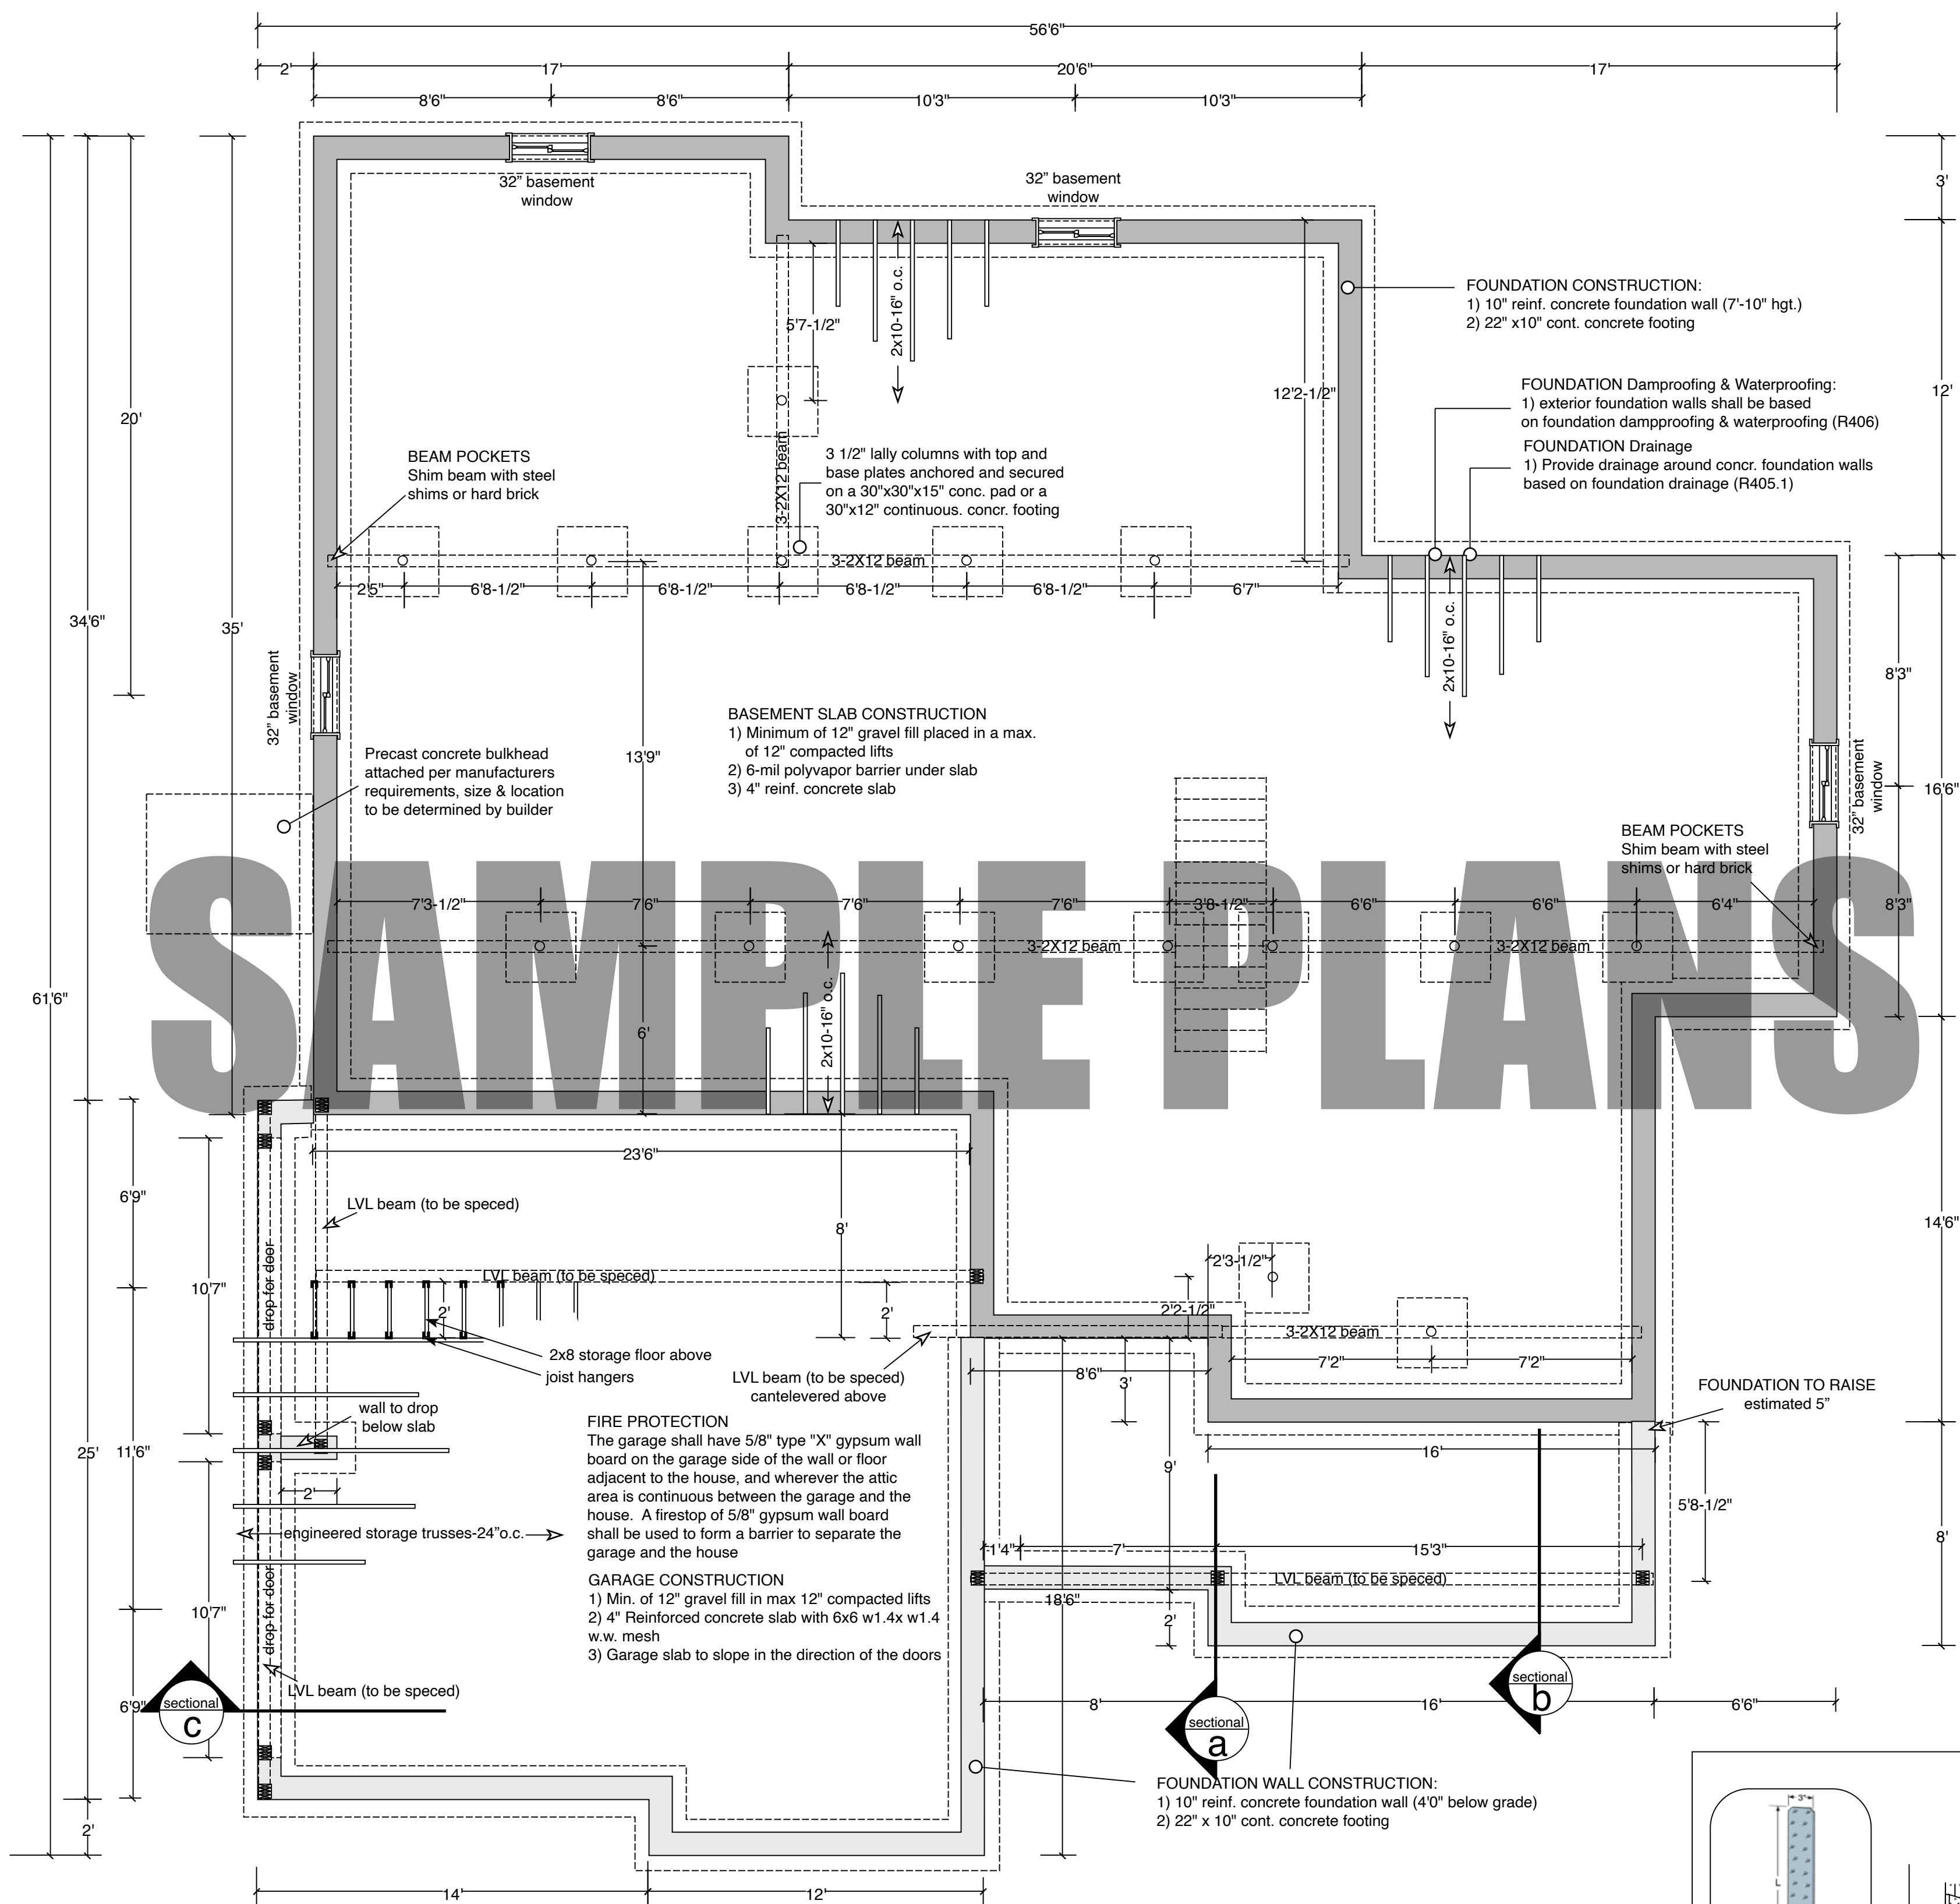 56'6"
2'
17'
20'6"
17'
8'6"
8'6"
10'3"
10'3"
32” basement
window
32” basement
window
3'
12'
20'
34'6"
35'
61'6"
5'7-1/2"
2x10-16" o.c.
12'2-1/2"
FOUNDATION CONSTRUCTION:
1) 10" reinf. concrete foundation wall (7'-10" hgt.)
2) 22" x10" cont. concrete footing
FOUNDATION Damproofing & Waterproofing:
1) exterior foundation walls shall be based
on foundation dampproofing & waterproofing (R406)
FOUNDATION Drainage
1) Provide drainage around concr. foundation walls
based on foundation drainage (R405.1)
BEAM POCKETS
Shim beam with steel
shims or hard brick
3-2X12 beam
3 1/2" lally columns with top and
base plates anchored and secured
on a 30"x30"x15" conc. pad or a
30"x12" continuous. concr. footing
3-2X12 beam
2'5"
6'8-1/2"
6'8-1/2"
6'8-1/2"
6'8-1/2"
6'7"
2x10-16" o.c.
8'3"
16'6"
8'3"
32” basement
window
32” basement
window
BASEMENT SLAB CONSTRUCTION
1) Minimum of 12" gravel fill placed in a max.
of 12" compacted lifts
2) 6-mil polyvapor barrier under slab
3) 4" reinf. concrete slab
13'9"
Precast concrete bulkhead
attached per manufacturers
requirements, size & location
to be determined by builder
BEAM POCKETS
Shim beam with steel
shims or hard brick
SAMPLE PLANS
7'3-1/2"
7'6"
7'6"
7'6"
3'8-1/2"
6'6"
6'6"
6'4"
3-2X12 beam
3-2X12 beam
6'
2x10-16" o.c.
23'6"
8'
14'6"
6'9"
10'7"
drop for door
LVL beam (to be speced)
LVL beam (to be speced)
2'
2'
2'3-1/2"
2'2-1/2"
3-2X12 beam
7'2"
7'2"
2x8 storage floor above
joist hangers
LVL beam (to be speced)
cantelevered above
8'6"
3'
FOUNDATION TO RAISE
estimated 5”
wall to drop
below slab
25'
11'6"
2'
engineered storage trusses-24”o.c.
FIRE PROTECTION
The garage shall have 5/8" type "X" gypsum wall
board on the garage side of the wall or floor
adjacent to the house, and wherever the attic
area is continuous between the garage and the
house.  A firestop of 5/8" gypsum wall board
shall be used to form a barrier to separate the
garage and the house
GARAGE CONSTRUCTION
1) Min. of 12" gravel fill in max 12" compacted lifts
2) 4" Reinforced concrete slab with 6x6 w1.4x w1.4
w.w. mesh
3) Garage slab to slope in the direction of the doors
16'
9'
5'8-1/2"
8'
1'4"
7'
15'3"
LVL beam (to be speced)
18'6"
2'
10'7"
drop for door
LVL beam (to be speced)
6'9"
sectional
c
8'
16'
6'6"
sectional
a
sectional
b
FOUNDATION WALL CONSTRUCTION:
1) 10" reinf. concrete foundation wall (4'0" below grade)
2) 22" x 10" cont. concrete footing
2'
14'
12'
3"
L